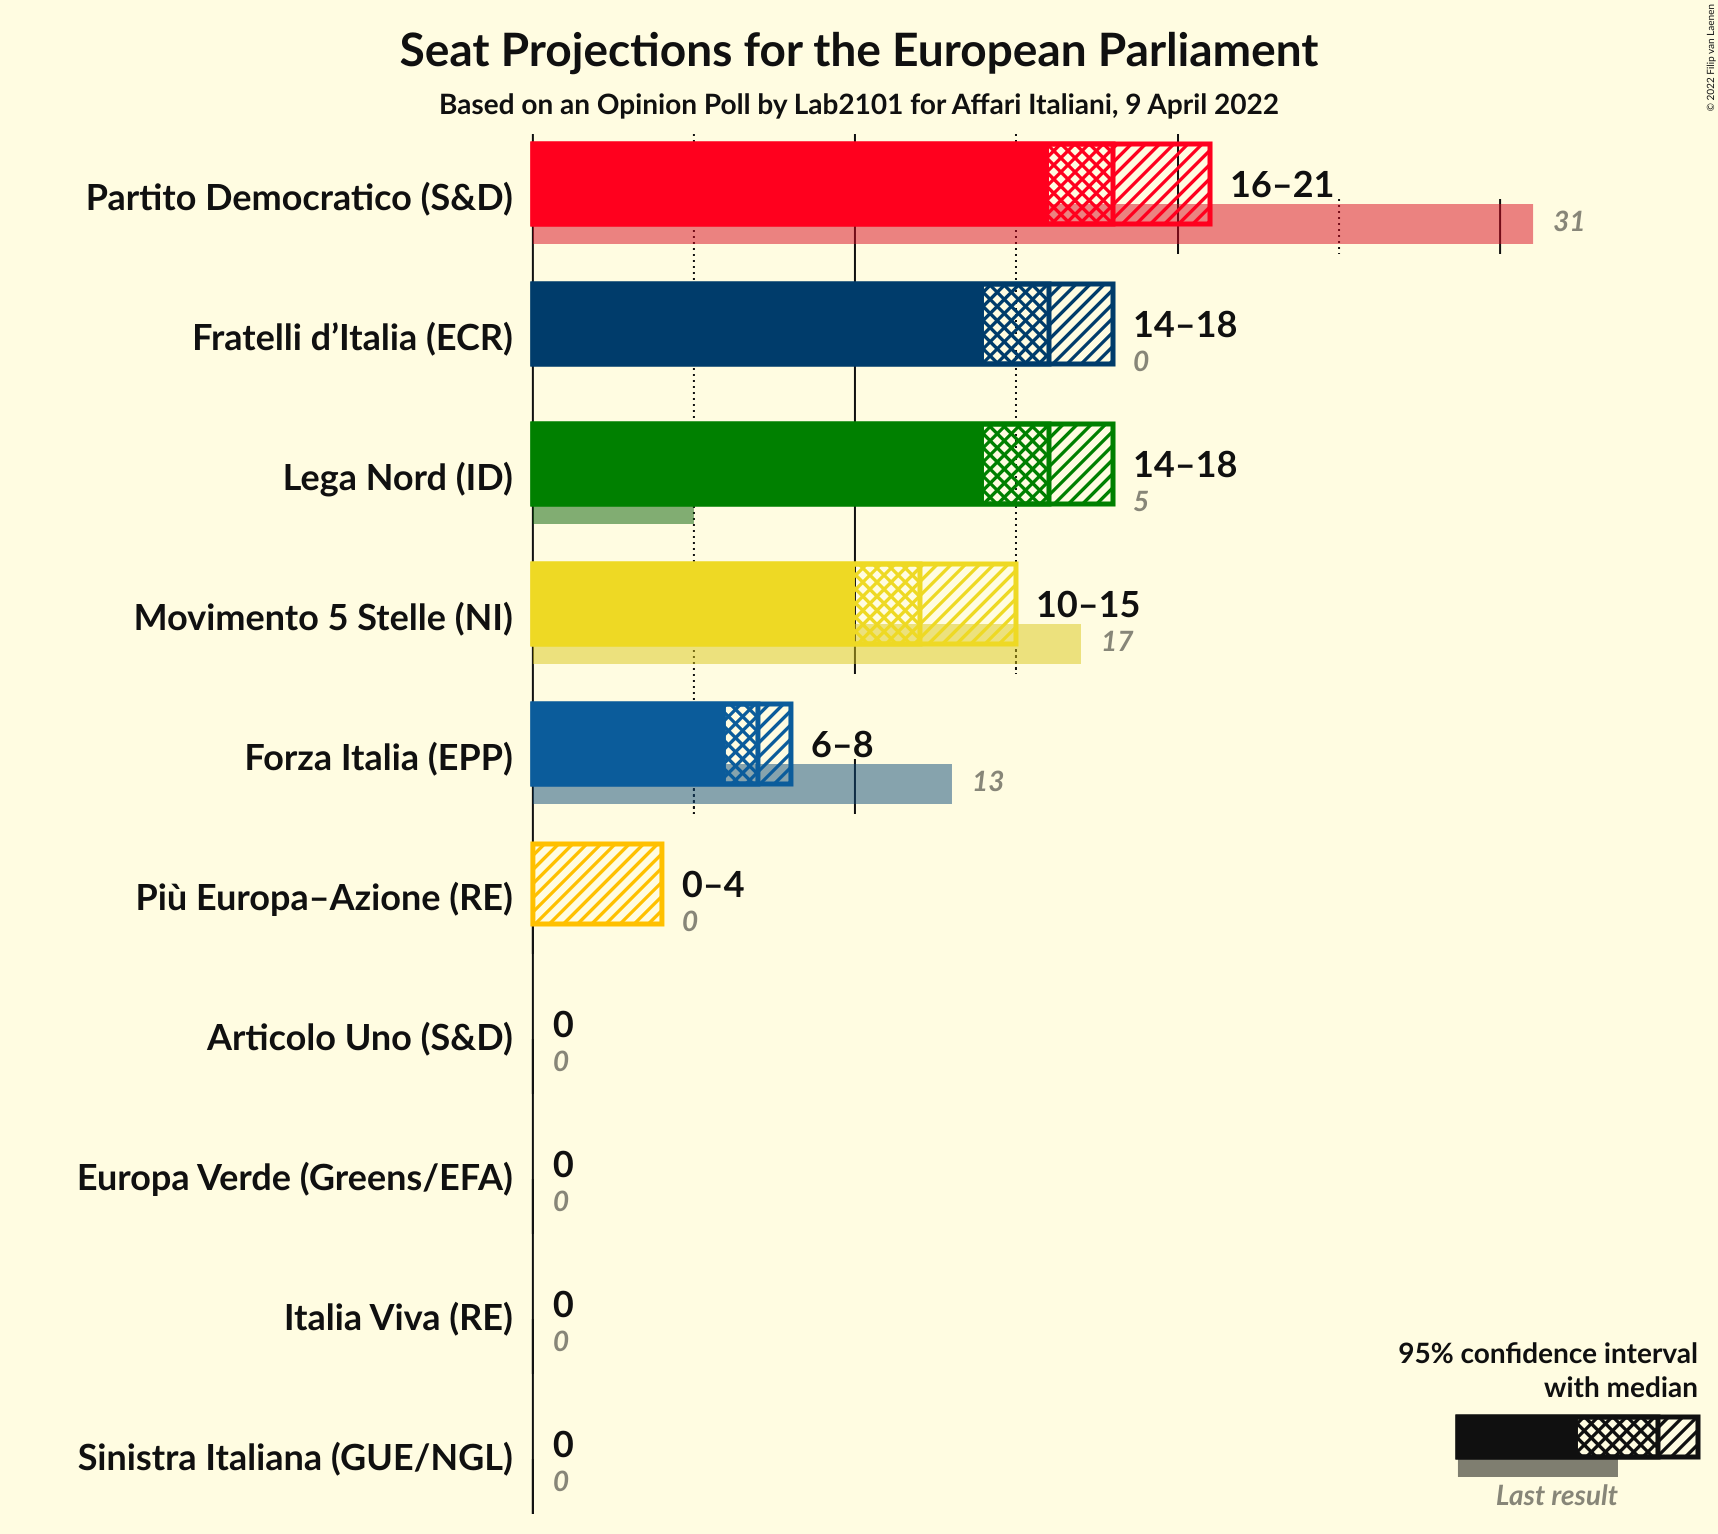 Seat Projections for the European Parliament
Based on an Opinion Poll by Lab2101 for Affari Italiani, 9 April 2022
© 2022 Filip van Laenen
Partito Democratico (S&D)
16–21
31
Fratelli d’Italia (ECR)
14–18
0
Lega Nord (ID)
14–18
5
Movimento 5 Stelle (NI)
10–15
17
Forza Italia (EPP)
6–8
13
Più Europa–Azione (RE)
0–4
0
Articolo Uno (S&D)
0
0
Europa Verde (Greens/EFA)
0
0
Italia Viva (RE)
0
0
Sinistra Italiana (GUE/NGL)
0
0
95% confidence interval
with median
Last result